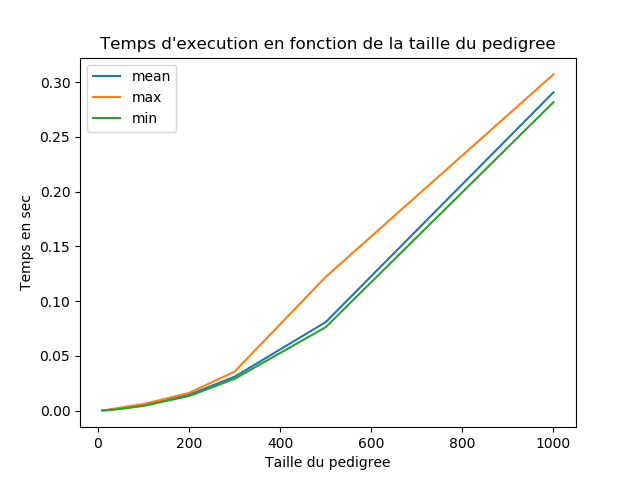 Temps d'execution en fonction de la taille du pedigree
mean
max
min
0.30
0.25
0.20
0.15
0.10
0.05
0.00
Temps en sec
0 200 400 600 800 1000
Taille du pedigree